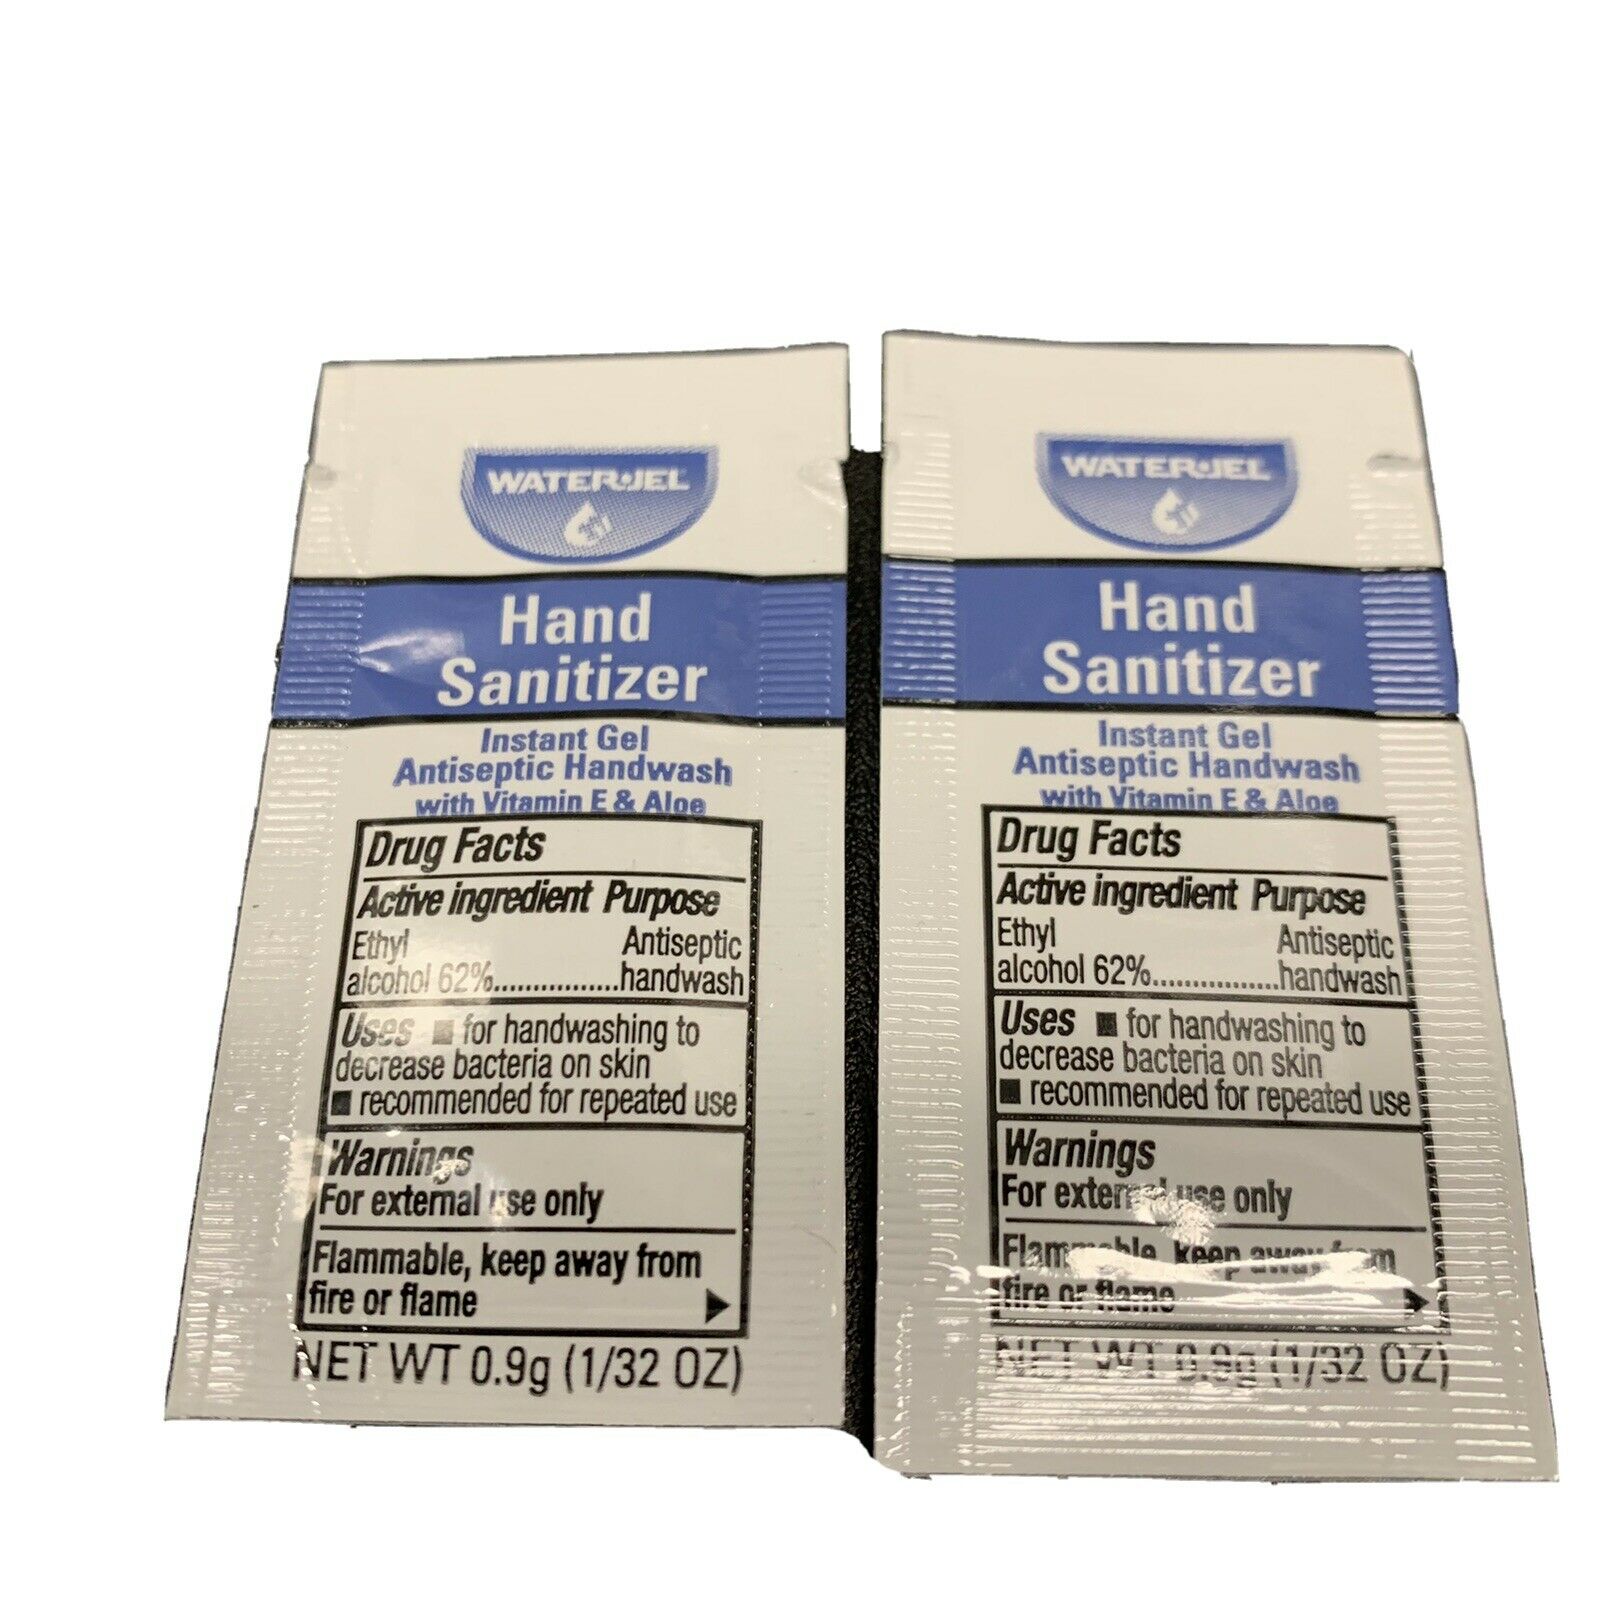 WATER·JEL
Hand
Sanitizer
Instant Gel
Antiseptic Handwash
with Vitamin E & Aloe
Drug Facts
Active ingredient Purpose
Ethyl Antiseptic
alcohol 62%.................handwash
Uses ■ for handwashing to
decrease bacteria on skin
■ recommended for repeated use
Warnings
For external use only
Flammable, keep away from
fire or flame
NET WT 0.9g (1/32 OZ)
WATER·JEL
Hand
Sanitizer
Instant Gel
Antiseptic Handwash
with Vitamin E & Aloe
Drug Facts
Active ingredient Purpose
Ethyl Antiseptic
alcohol 62%.................handwash
Uses ■ for handwashing to
decrease bacteria on skin
■ recommended for repeated use
Warnings
For external use only
Flammable, keep away from
fire or flame
NET WT 0.9g (1/32 OZ)